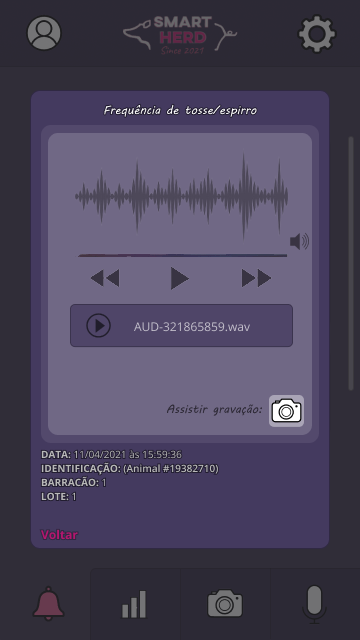 SMART
HERD
Since 2021
Frequência de tosse/espirro
AUD-321865859.wav
Assistir gravação:
DATA: 11/04/2021 às 15:59:36
IDENTIFICAÇÃO: (Animal #19382710)
BARRACÃO: 1
LOTE: 1
Voltar